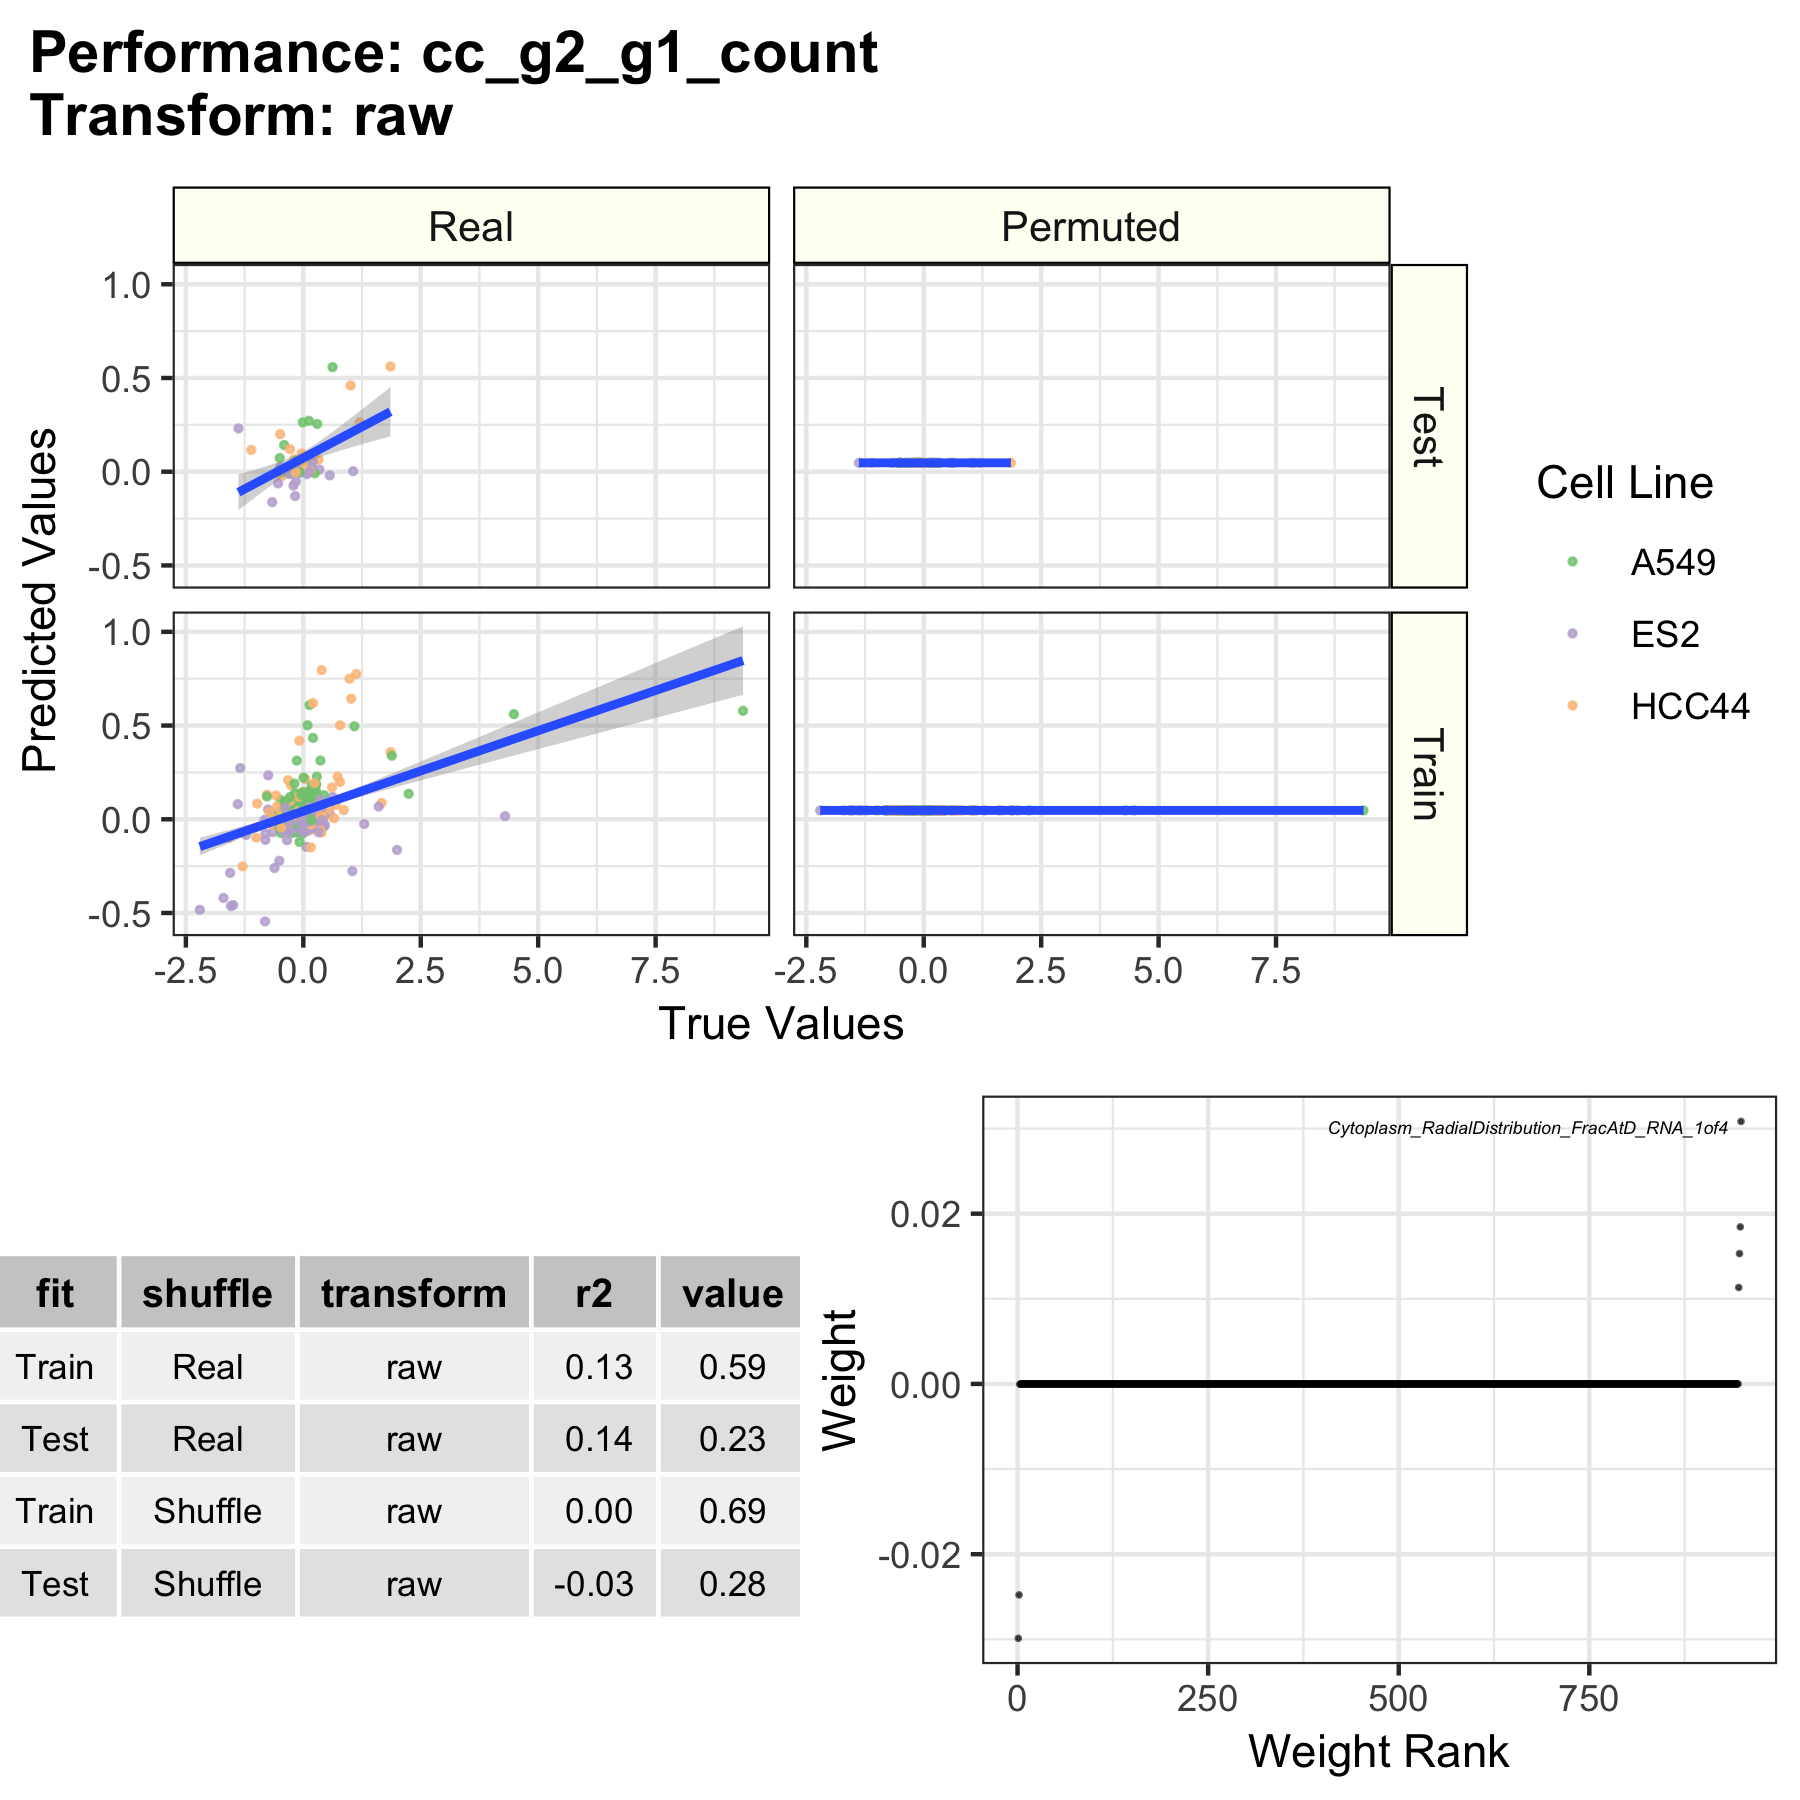 Performance: cc_g2_g1_count
Transform: raw
Real
Permuted
1.0
0.5
0.0
-0.5
Test
1.0
0.5
0.0
-0.5
Train
Predicted Values
-2.5 0.0 2.5 5.0 7.5
-2.5 0.0 2.5 5.0 7.5
True Values
Cell Line
A549
ES2
HCC44
fit shuffle transform r2 value
Train Real raw 0.13 0.59
Test Real raw 0.14 0.23
Train Shuffle raw 0.00 0.69
Test Shuffle raw -0.03 0.28
Cytoplasm_RadialDistribution_FracAtD_RNA_1of4
0.02
0.00
-0.02
Weight
0 250 500 750
Weight Rank